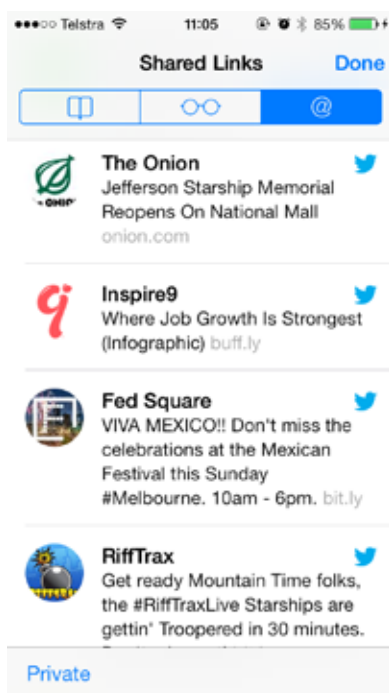 Telstra 11:05 85%
Shared Links Done
@
The Onion
Jefferson Starship Memorial
Reopens On National Mall
onion.com
Inspire9
Where Job Growth Is Strongest
(Infographic) buff.ly
Fed Square
VIVA MEXICO!! Don't miss the
celebrations at the Mexican
Festival this Sunday
#Melbourne. 10am - 6pm. bit.ly
RiffTrax
Get ready Mountain Time folks,
the #RiffTraxLive Starships are
gettin' Troopered in 30 minutes.
Private